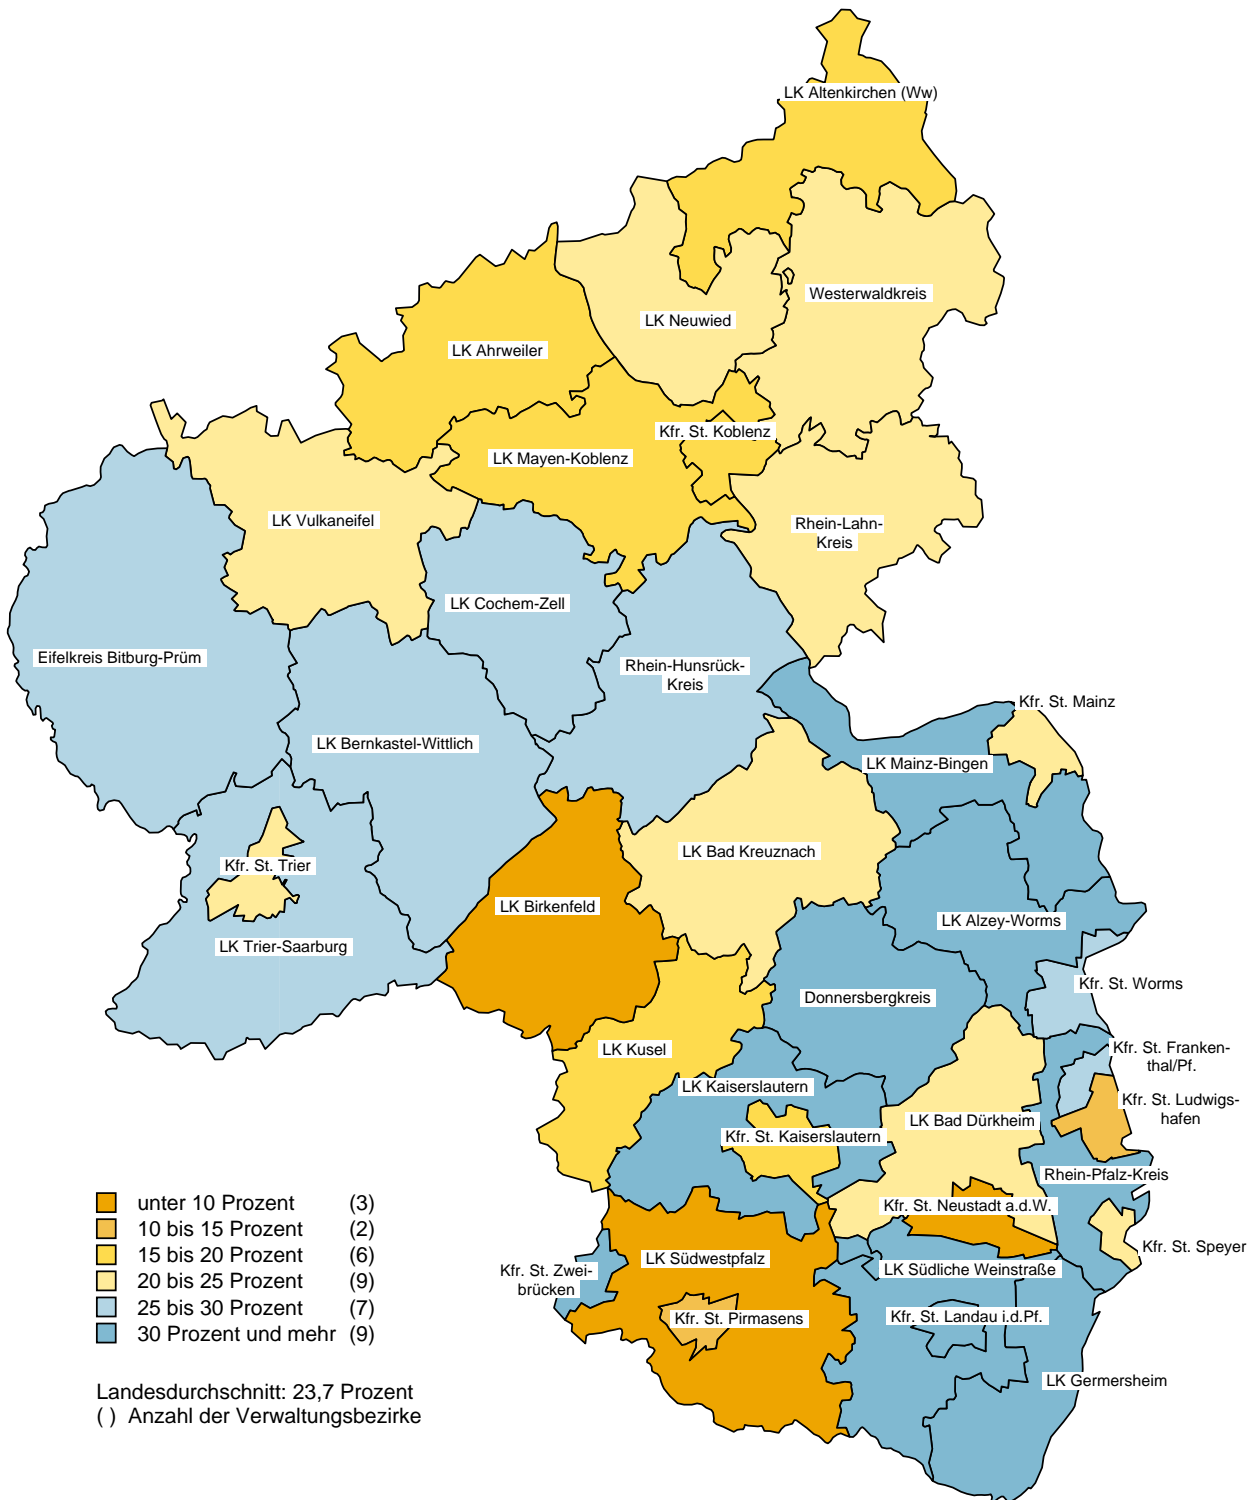 LK Altenkirchen (Ww)
Westerwaldkreis
LK Neuwied
LK Ahrweiler
Kfr. St. Koblenz
LK Mayen-Koblenz
LK Vulkaneifel
Rhein-Lahn-
Kreis
LK Cochem-Zell
Eifelkreis Bitburg-Prüm
Rhein-Hunsrück-
Kreis
Kfr. St. Mainz
LK Bernkastel-Wittlich
LK Mainz-Bingen
LK Bad Kreuznach
Kfr. St. Trier
LK Birkenfeld
LK Alzey-Worms
LK Trier-Saarburg
Kfr. St. Worms
Donnersbergkreis
LK Kusel
Kfr. St. Franken-
thal/Pf.
LK Kaiserslautern
Kfr. St. Ludwigs-
hafen
LK Bad Dürkheim
Kfr. St. Kaiserslautern
Rhein-Pfalz-Kreis
Kfr. St. Neustadt a.d.W.
Kfr. St. Speyer
LK Südwestpfalz
LK Südliche Weinstraße
Kfr. St. Zwei-
brücken
Kfr. St. Pirmasens
Kfr. St. Landau i.d.Pf.
LK Germersheim
unter 10 Prozent (3)
10 bis 15 Prozent (2)
15 bis 20 Prozent (6)
20 bis 25 Prozent (9)
25 bis 30 Prozent (7)
30 Prozent und mehr (9)
Landesdurchschnitt: 23,7 Prozent
( ) Anzahl der Verwaltungsbezirke